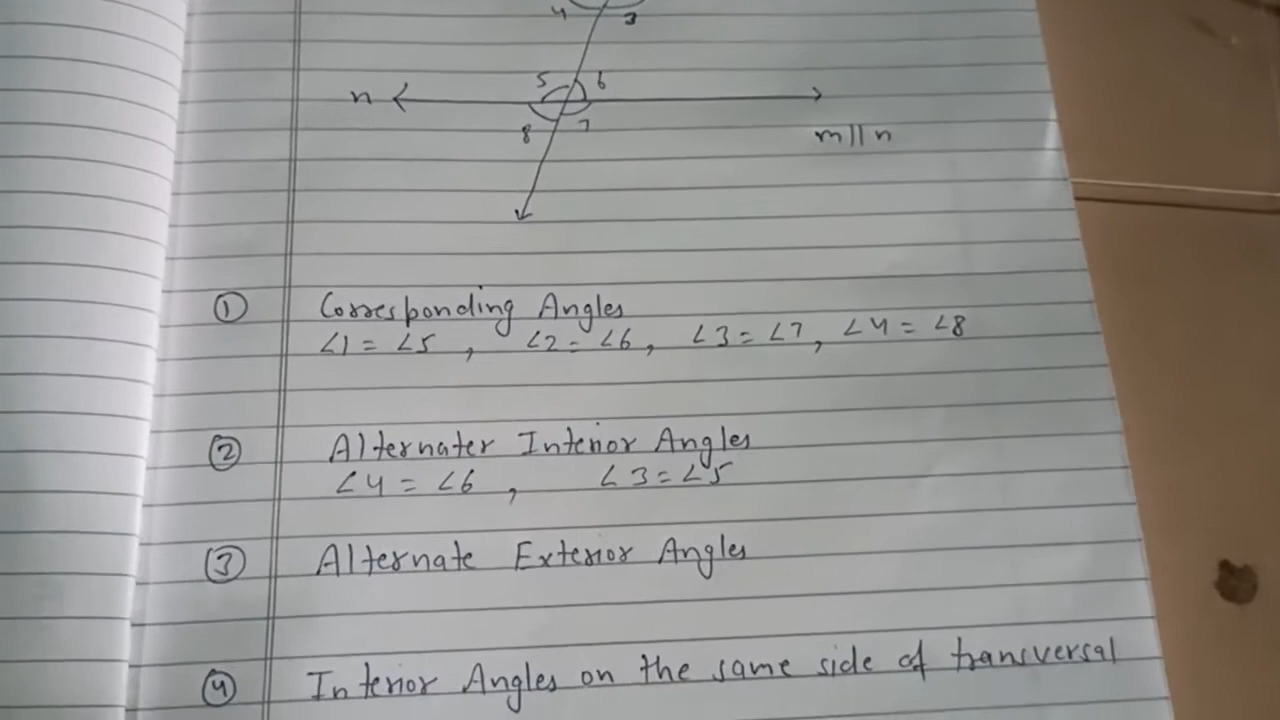 4 3
5 6
n
8 7
m || n
① Corresponding Angles
∠1 = ∠5 , ∠2 = ∠6 , ∠3 = ∠7 , ∠4 = ∠8
② Alternater Interior Angles
∠4 = ∠6 , ∠3 = ∠5
③ Alternate Exterior Angles
④ Interior Angles on the same side of transversal